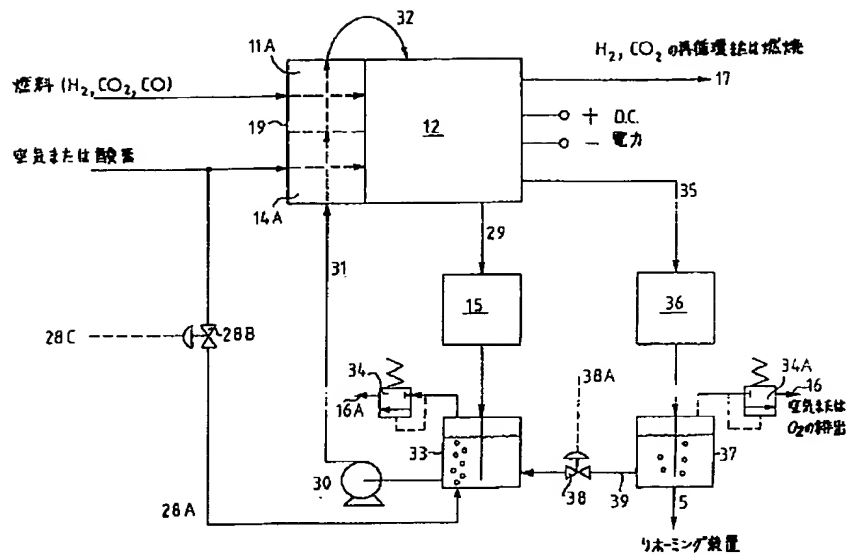 32
11A
H2, CO2 の再循環または燃焼
燃料 (H2, CO2, CO)
17
19
12
+ D.C.
− 電力
空気または酸素
14A
35
29
31
15
36
28C
28B
34
38A
34A
16A
16
空気または
O2の排出
33
37
30
38
39
5
28A
リホーミング装置